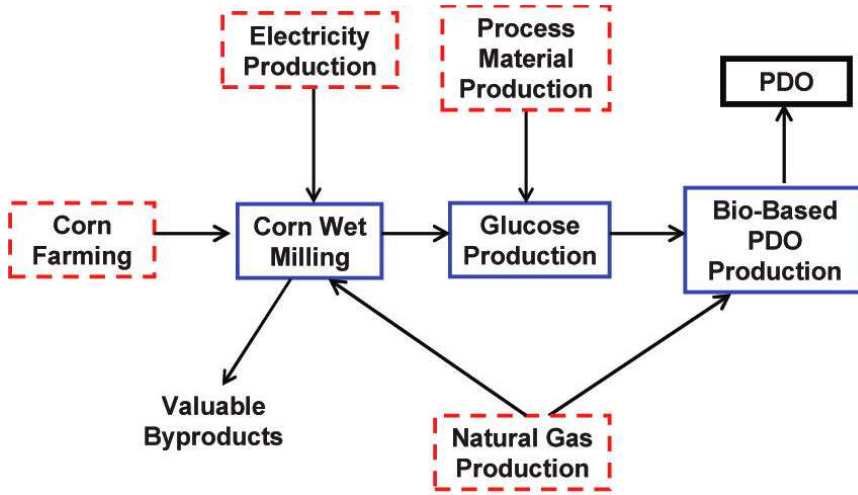 Electricity
Production
Process
Material
Production
PDO
Corn
Farming
Corn Wet
Milling
Glucose
Production
Bio-Based
PDO
Production
Valuable
Byproducts
Natural Gas
Production